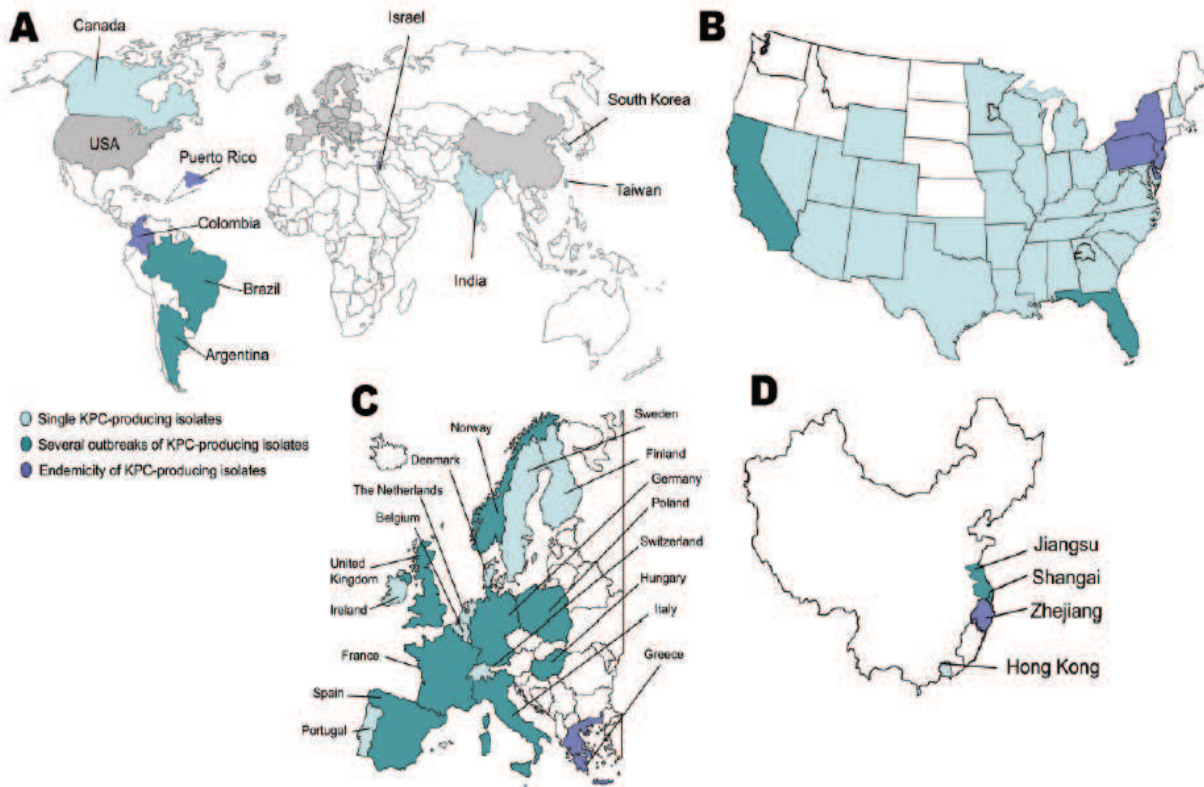 A
Canada
Israel
South Korea
USA
Puerto Rico
Taiwan
Colombia
India
Brazil
Argentina
Single KPC-producing isolates
Several outbreaks of KPC-producing isolates
Endemicity of KPC-producing isolates
B
C
Sweden
Norway
Finland
Denmark
Germany
The Netherlands
Poland
Belgium
Switzerland
United
Kingdom
Hungary
Ireland
Italy
France
Greece
Spain
Portugal
D
Jiangsu
Shangai
Zhejiang
Hong Kong